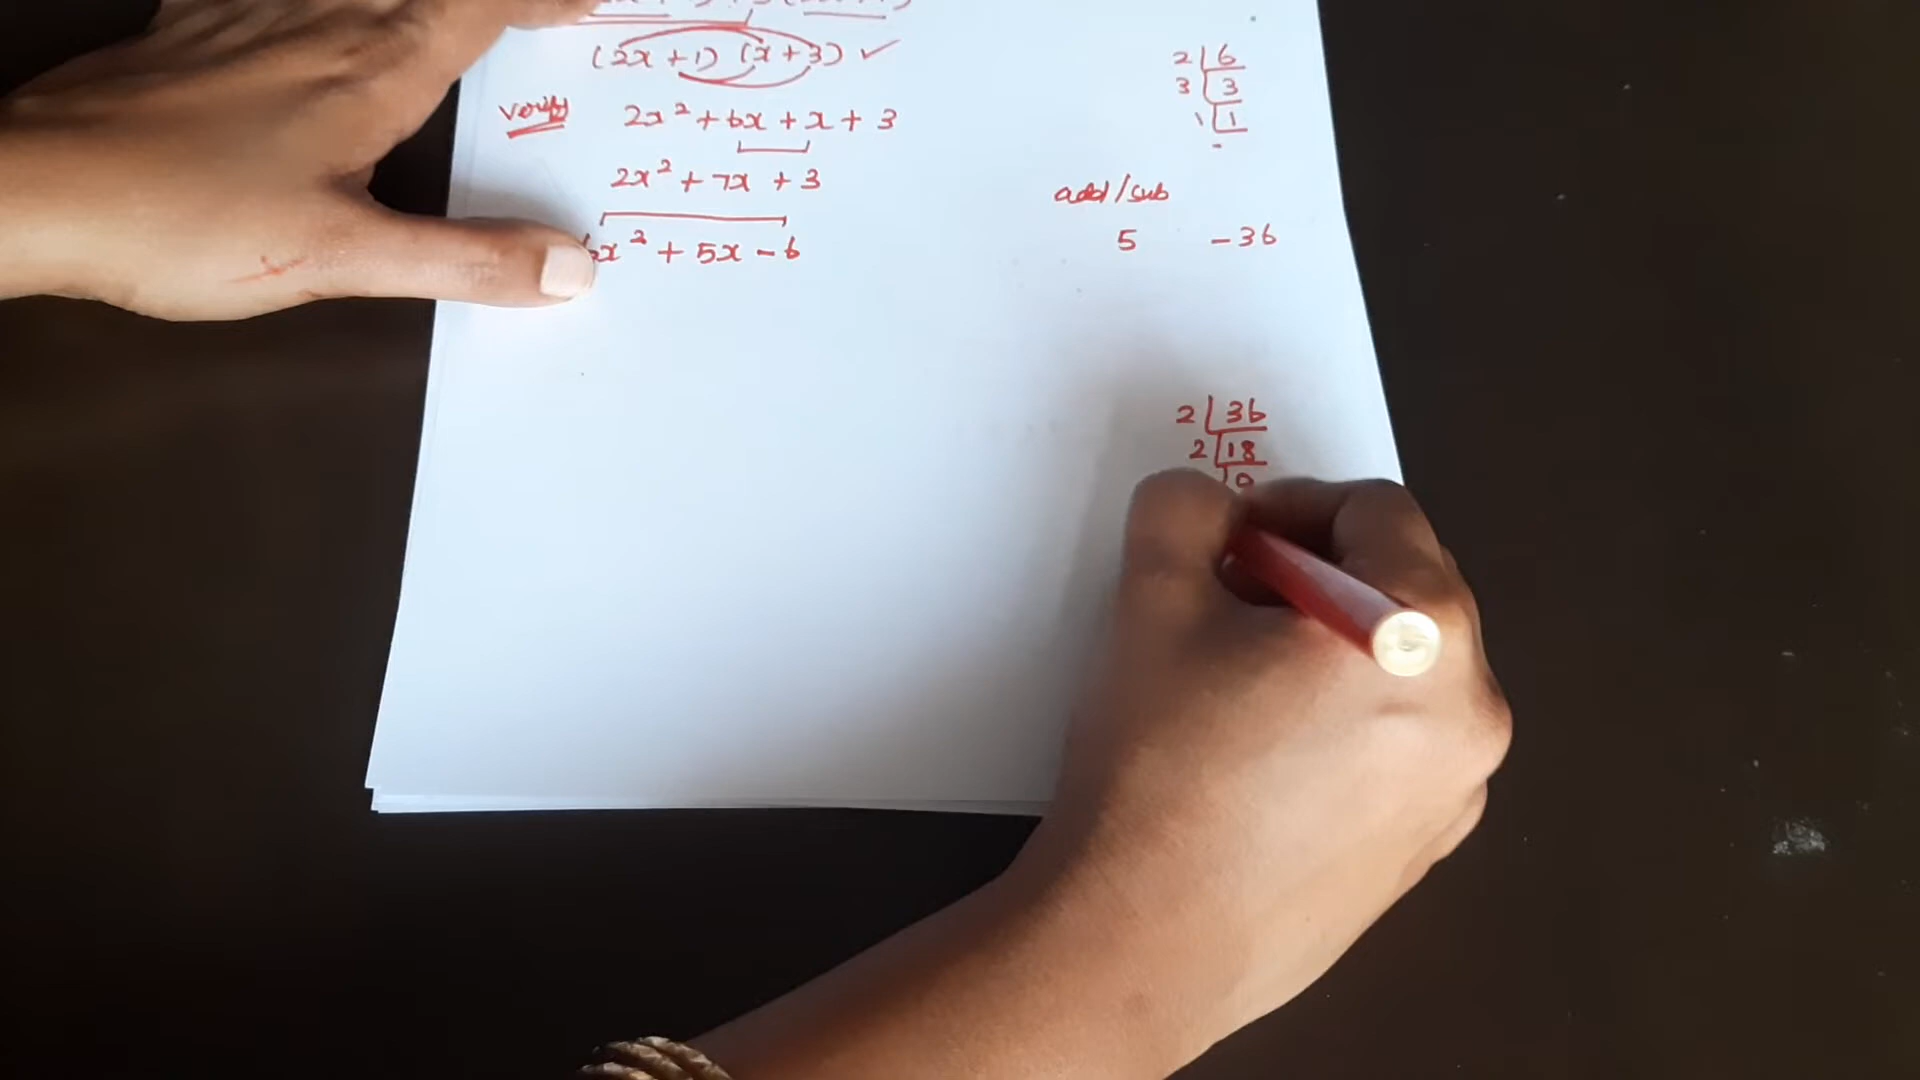 (2x + 1) (x + 3) ✓
verify 2x² + 6x + x + 3
2x² + 7x + 3
6x² + 5x - 6
2 | 6
3 | 3
1 | 1
add/sub
5 -36
2 | 36
2 | 18